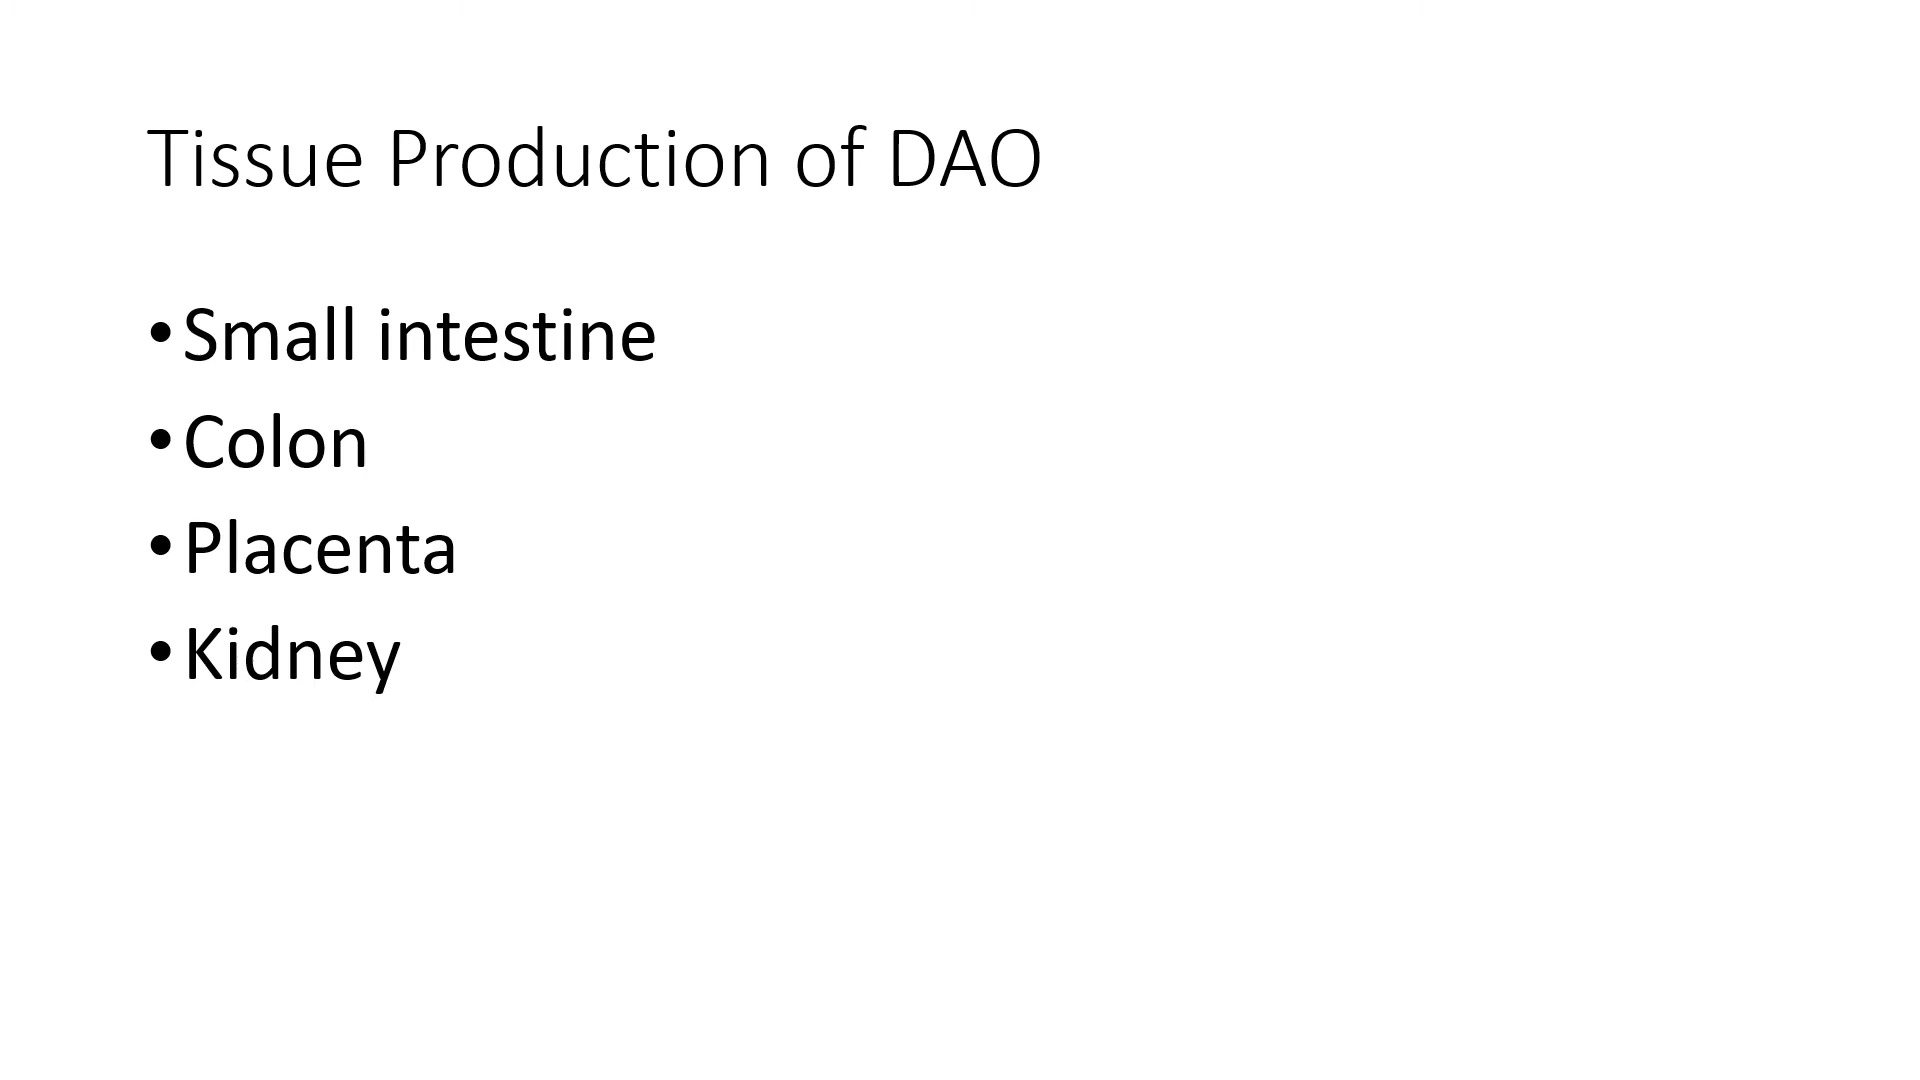 Tissue Production of DAO
• Small intestine
• Colon
• Placenta
• Kidney